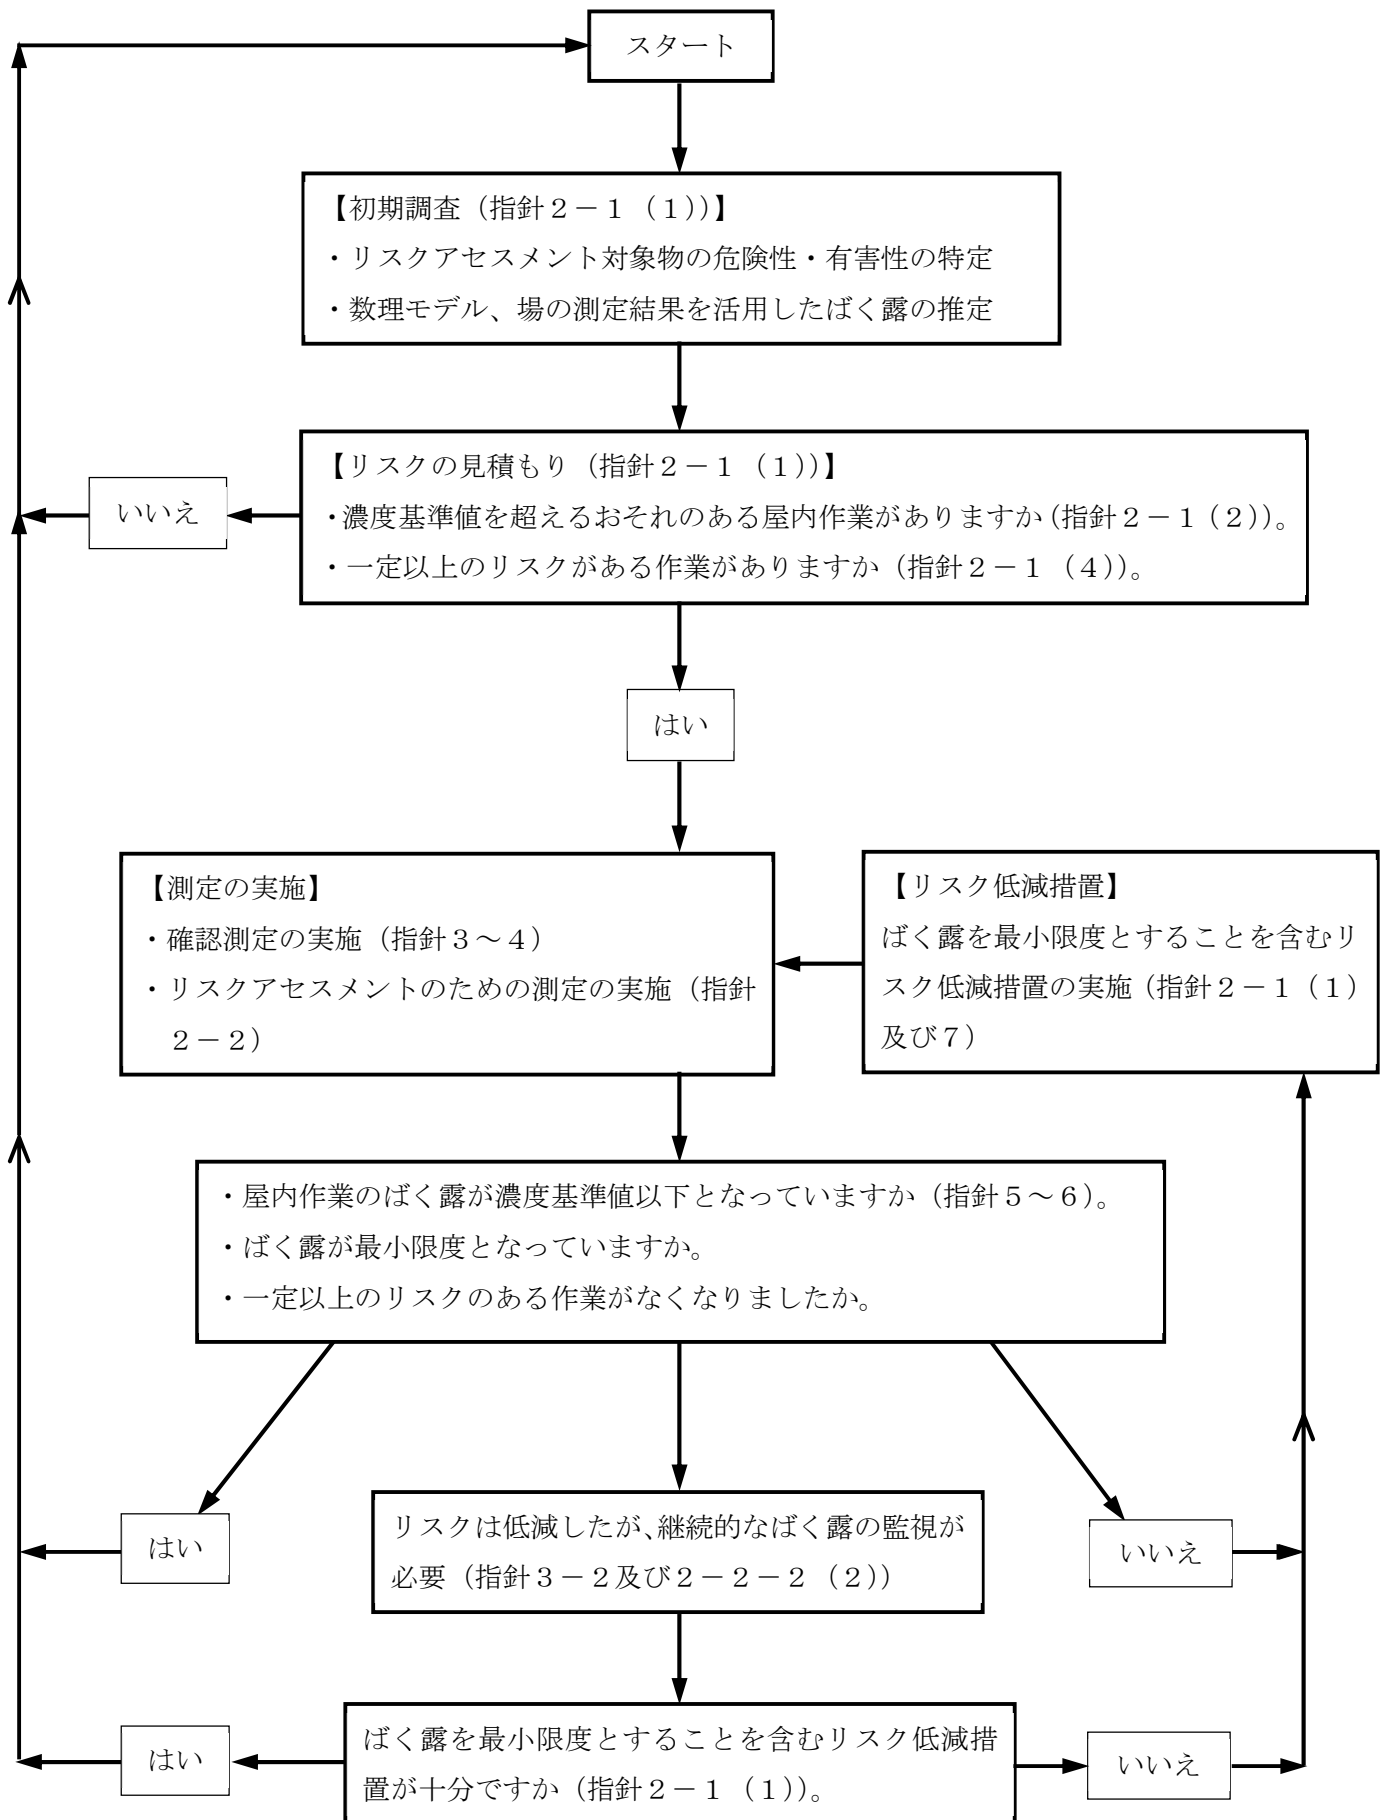 スタート
【初期調査（指針２－１（１））】
・リスクアセスメント対象物の危険性・有害性の特定
・数理モデル、場の測定結果を活用したばく露の推定
【リスクの見積もり（指針２－１（１））】
・濃度基準値を超えるおそれのある屋内作業がありますか（指針２－１（２））。
・一定以上のリスクがある作業がありますか（指針２－１（４））。
いいえ
はい
【測定の実施】
・確認測定の実施（指針３～４）
・リスクアセスメントのための測定の実施（指針
２－２）
【リスク低減措置】
ばく露を最小限度とすることを含むリ
スク低減措置の実施（指針２－１（１）
及び７）
・屋内作業のばく露が濃度基準値以下となっていますか（指針５～６）。
・ばく露が最小限度となっていますか。
・一定以上のリスクのある作業がなくなりましたか。
はい
リスクは低減したが、継続的なばく露の監視が
必要（指針３－２及び２－２－２（２））
いいえ
はい
ばく露を最小限度とすることを含むリスク低減措
置が十分ですか（指針２－１（１））。
いいえ